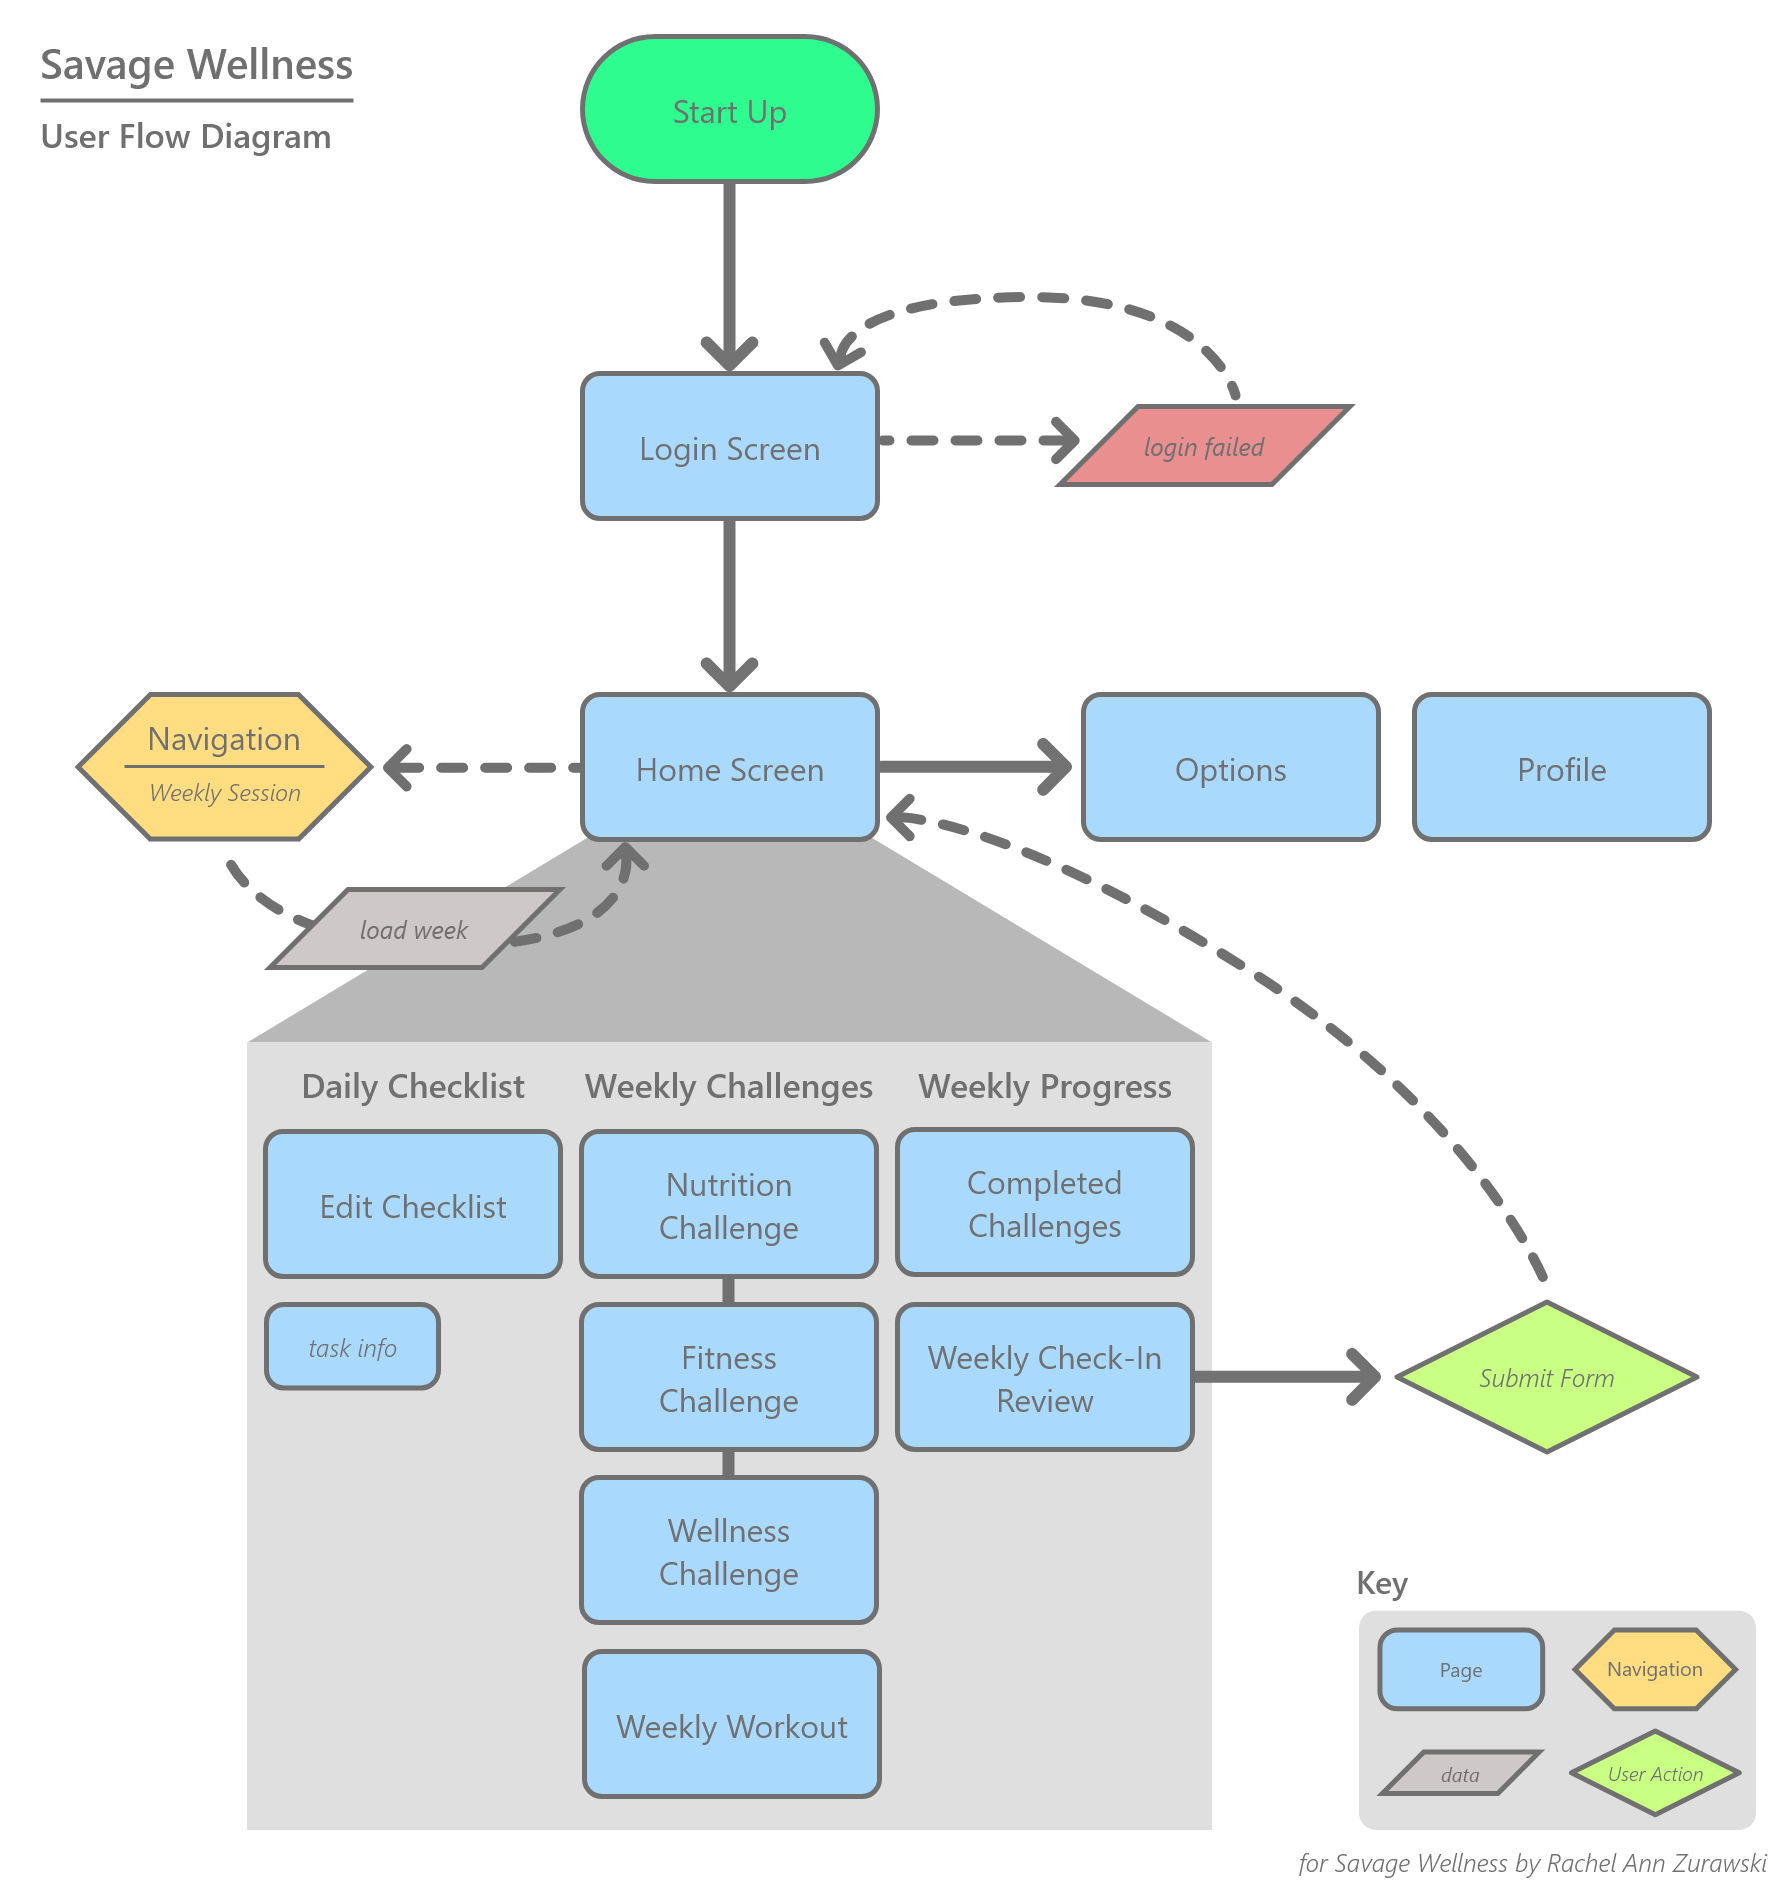 Savage Wellness
User Flow Diagram
Start Up
Login Screen
login failed
Navigation
Weekly Session
Home Screen
Options
Profile
load week
Daily Checklist
Edit Checklist
task info
Weekly Challenges
Nutrition
Challenge
Fitness
Challenge
Wellness
Challenge
Weekly Workout
Weekly Progress
Completed
Challenges
Weekly Check-In
Review
Submit Form
Key
Page
Navigation
data
User Action
for Savage Wellness by Rachel Ann Zurawski